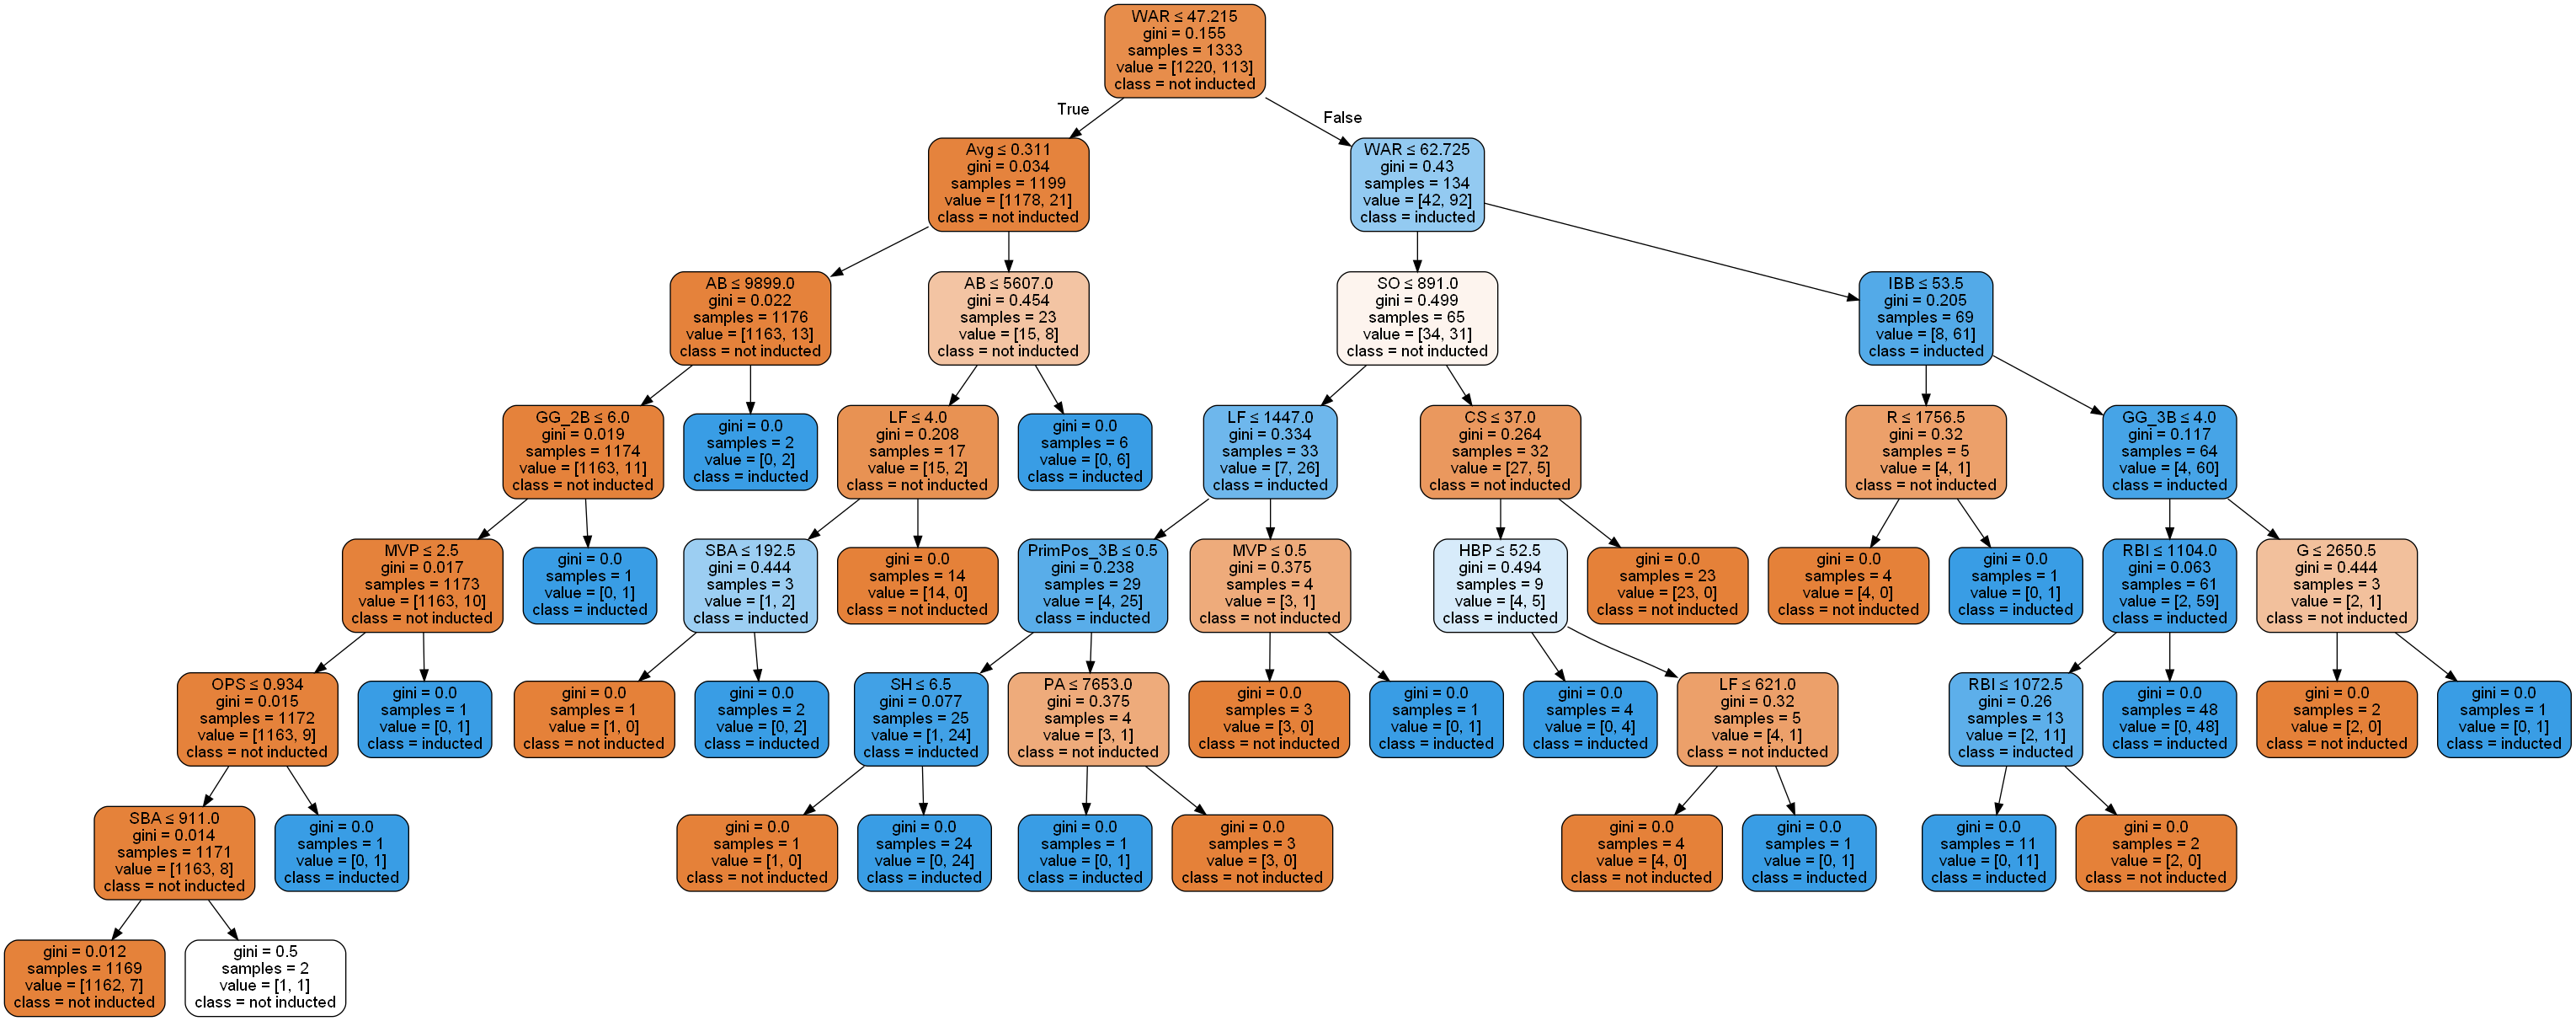 WAR ≤ 47.215
gini = 0.155
samples = 1333
value = [1220, 113]
class = not inducted
True
False
Avg ≤ 0.311
gini = 0.034
samples = 1199
value = [1178, 21]
class = not inducted
WAR ≤ 62.725
gini = 0.43
samples = 134
value = [42, 92]
class = inducted
AB ≤ 9899.0
gini = 0.022
samples = 1176
value = [1163, 13]
class = not inducted
AB ≤ 5607.0
gini = 0.454
samples = 23
value = [15, 8]
class = not inducted
SO ≤ 891.0
gini = 0.499
samples = 65
value = [34, 31]
class = not inducted
IBB ≤ 53.5
gini = 0.205
samples = 69
value = [8, 61]
class = inducted
GG_2B ≤ 6.0
gini = 0.019
samples = 1174
value = [1163, 11]
class = not inducted
gini = 0.0
samples = 2
value = [0, 2]
class = inducted
LF ≤ 4.0
gini = 0.208
samples = 17
value = [15, 2]
class = not inducted
gini = 0.0
samples = 6
value = [0, 6]
class = inducted
LF ≤ 1447.0
gini = 0.334
samples = 33
value = [7, 26]
class = inducted
CS ≤ 37.0
gini = 0.264
samples = 32
value = [27, 5]
class = not inducted
R ≤ 1756.5
gini = 0.32
samples = 5
value = [4, 1]
class = not inducted
GG_3B ≤ 4.0
gini = 0.117
samples = 64
value = [4, 60]
class = inducted
MVP ≤ 2.5
gini = 0.017
samples = 1173
value = [1163, 10]
class = not inducted
gini = 0.0
samples = 1
value = [0, 1]
class = inducted
SBA ≤ 192.5
gini = 0.444
samples = 3
value = [1, 2]
class = inducted
gini = 0.0
samples = 14
value = [14, 0]
class = not inducted
PrimPos_3B ≤ 0.5
gini = 0.238
samples = 29
value = [4, 25]
class = inducted
MVP ≤ 0.5
gini = 0.375
samples = 4
value = [3, 1]
class = not inducted
HBP ≤ 52.5
gini = 0.494
samples = 9
value = [4, 5]
class = inducted
gini = 0.0
samples = 23
value = [23, 0]
class = not inducted
gini = 0.0
samples = 4
value = [4, 0]
class = not inducted
gini = 0.0
samples = 1
value = [0, 1]
class = inducted
RBI ≤ 1104.0
gini = 0.063
samples = 61
value = [2, 59]
class = inducted
G ≤ 2650.5
gini = 0.444
samples = 3
value = [2, 1]
class = not inducted
OPS ≤ 0.934
gini = 0.015
samples = 1172
value = [1163, 9]
class = not inducted
gini = 0.0
samples = 1
value = [0, 1]
class = inducted
gini = 0.0
samples = 1
value = [1, 0]
class = not inducted
gini = 0.0
samples = 2
value = [0, 2]
class = inducted
SH ≤ 6.5
gini = 0.077
samples = 25
value = [1, 24]
class = inducted
PA ≤ 7653.0
gini = 0.375
samples = 4
value = [3, 1]
class = not inducted
gini = 0.0
samples = 3
value = [3, 0]
class = not inducted
gini = 0.0
samples = 1
value = [0, 1]
class = inducted
gini = 0.0
samples = 4
value = [0, 4]
class = inducted
LF ≤ 621.0
gini = 0.32
samples = 5
value = [4, 1]
class = not inducted
RBI ≤ 1072.5
gini = 0.26
samples = 13
value = [2, 11]
class = inducted
gini = 0.0
samples = 48
value = [0, 48]
class = inducted
gini = 0.0
samples = 2
value = [2, 0]
class = not inducted
gini = 0.0
samples = 1
value = [0, 1]
class = inducted
SBA ≤ 911.0
gini = 0.014
samples = 1171
value = [1163, 8]
class = not inducted
gini = 0.0
samples = 1
value = [0, 1]
class = inducted
gini = 0.0
samples = 1
value = [1, 0]
class = not inducted
gini = 0.0
samples = 24
value = [0, 24]
class = inducted
gini = 0.0
samples = 1
value = [0, 1]
class = inducted
gini = 0.0
samples = 3
value = [3, 0]
class = not inducted
gini = 0.0
samples = 4
value = [4, 0]
class = not inducted
gini = 0.0
samples = 1
value = [0, 1]
class = inducted
gini = 0.0
samples = 11
value = [0, 11]
class = inducted
gini = 0.0
samples = 2
value = [2, 0]
class = not inducted
gini = 0.012
samples = 1169
value = [1162, 7]
class = not inducted
gini = 0.5
samples = 2
value = [1, 1]
class = not inducted